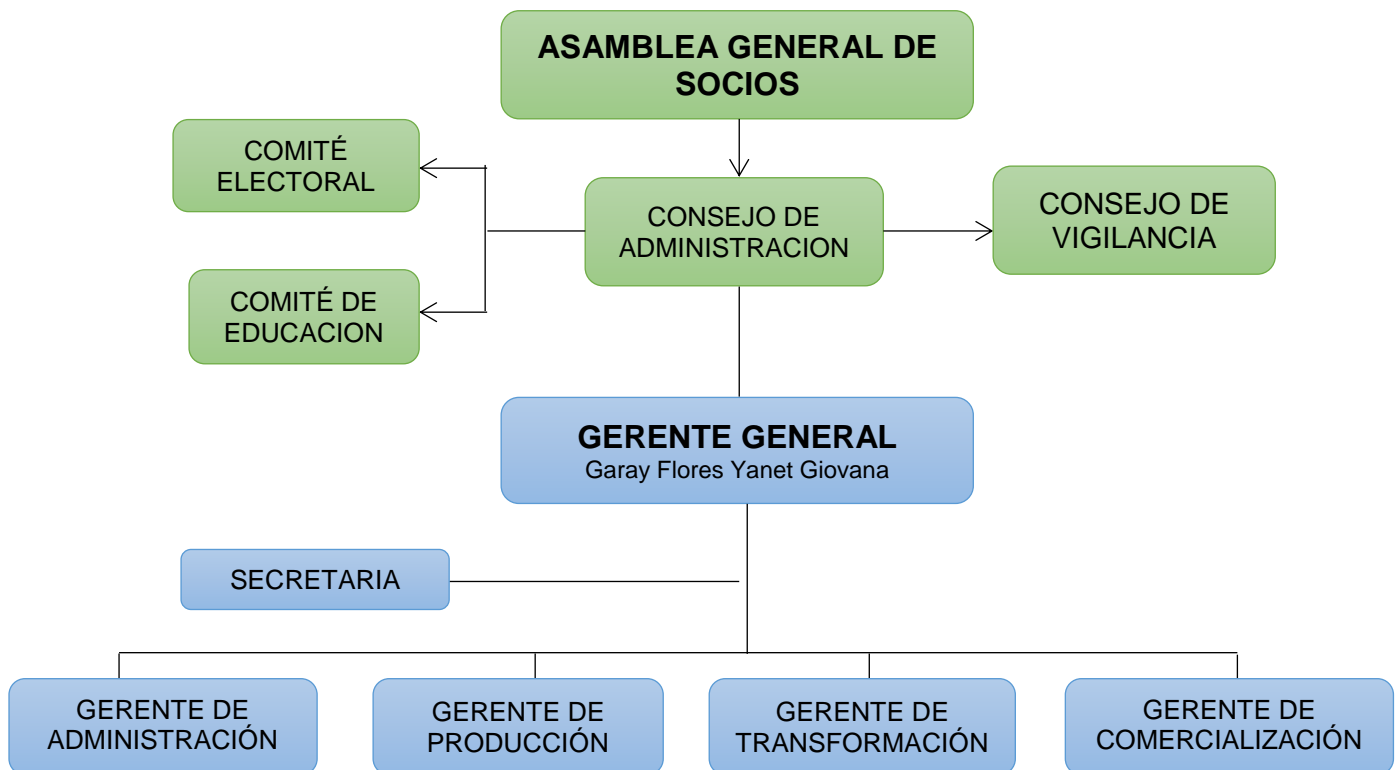 ASAMBLEA GENERAL DE
SOCIOS
COMITÉ
ELECTORAL
CONSEJO DE
ADMINISTRACION
CONSEJO DE
VIGILANCIA
COMITÉ DE
EDUCACION
GERENTE GENERAL
Garay Flores Yanet Giovana
SECRETARIA
GERENTE DE
ADMINISTRACIÓN
GERENTE DE
PRODUCCIÓN
GERENTE DE
TRANSFORMACIÓN
GERENTE DE
COMERCIALIZACIÓN